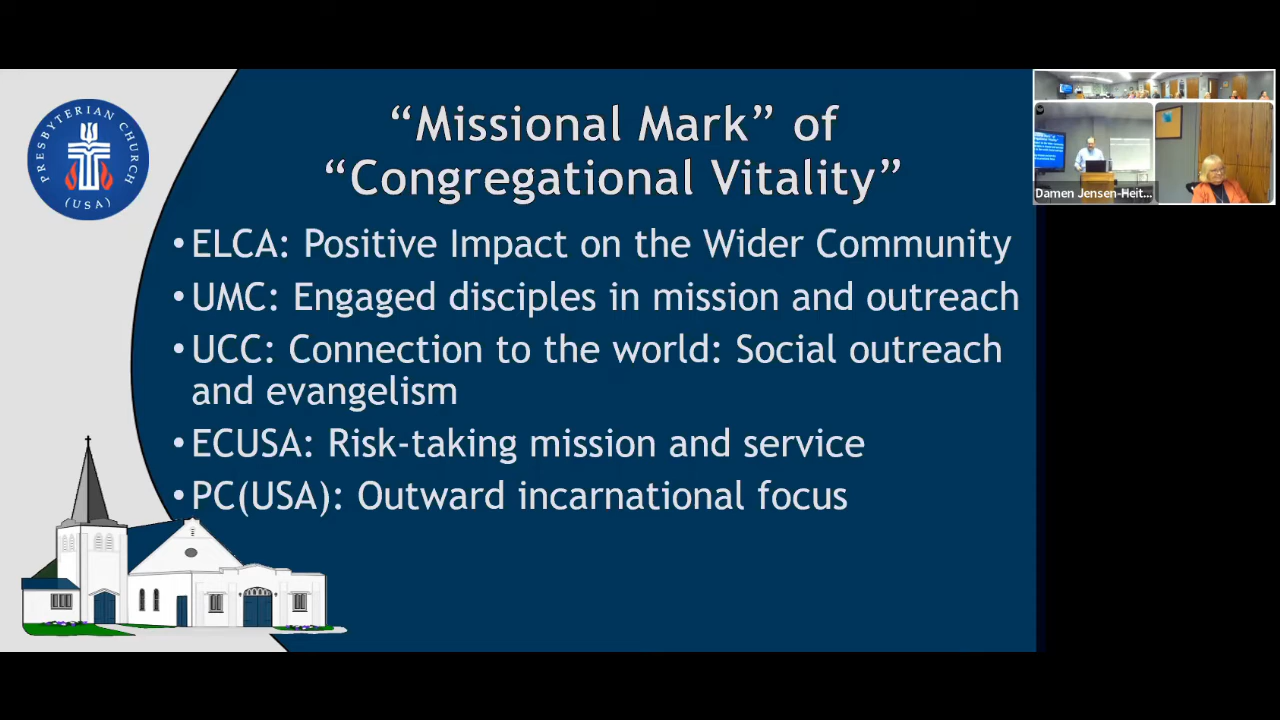 “Missional Mark” of
“Congregational Vitality”
• ELCA: Positive Impact on the Wider Community
• UMC: Engaged disciples in mission and outreach
• UCC: Connection to the world: Social outreach
and evangelism
• ECUSA: Risk-taking mission and service
• PC(USA): Outward incarnational focus
PRESBYTERIAN CHURCH
(USA)
Damen Jensen-Heit...